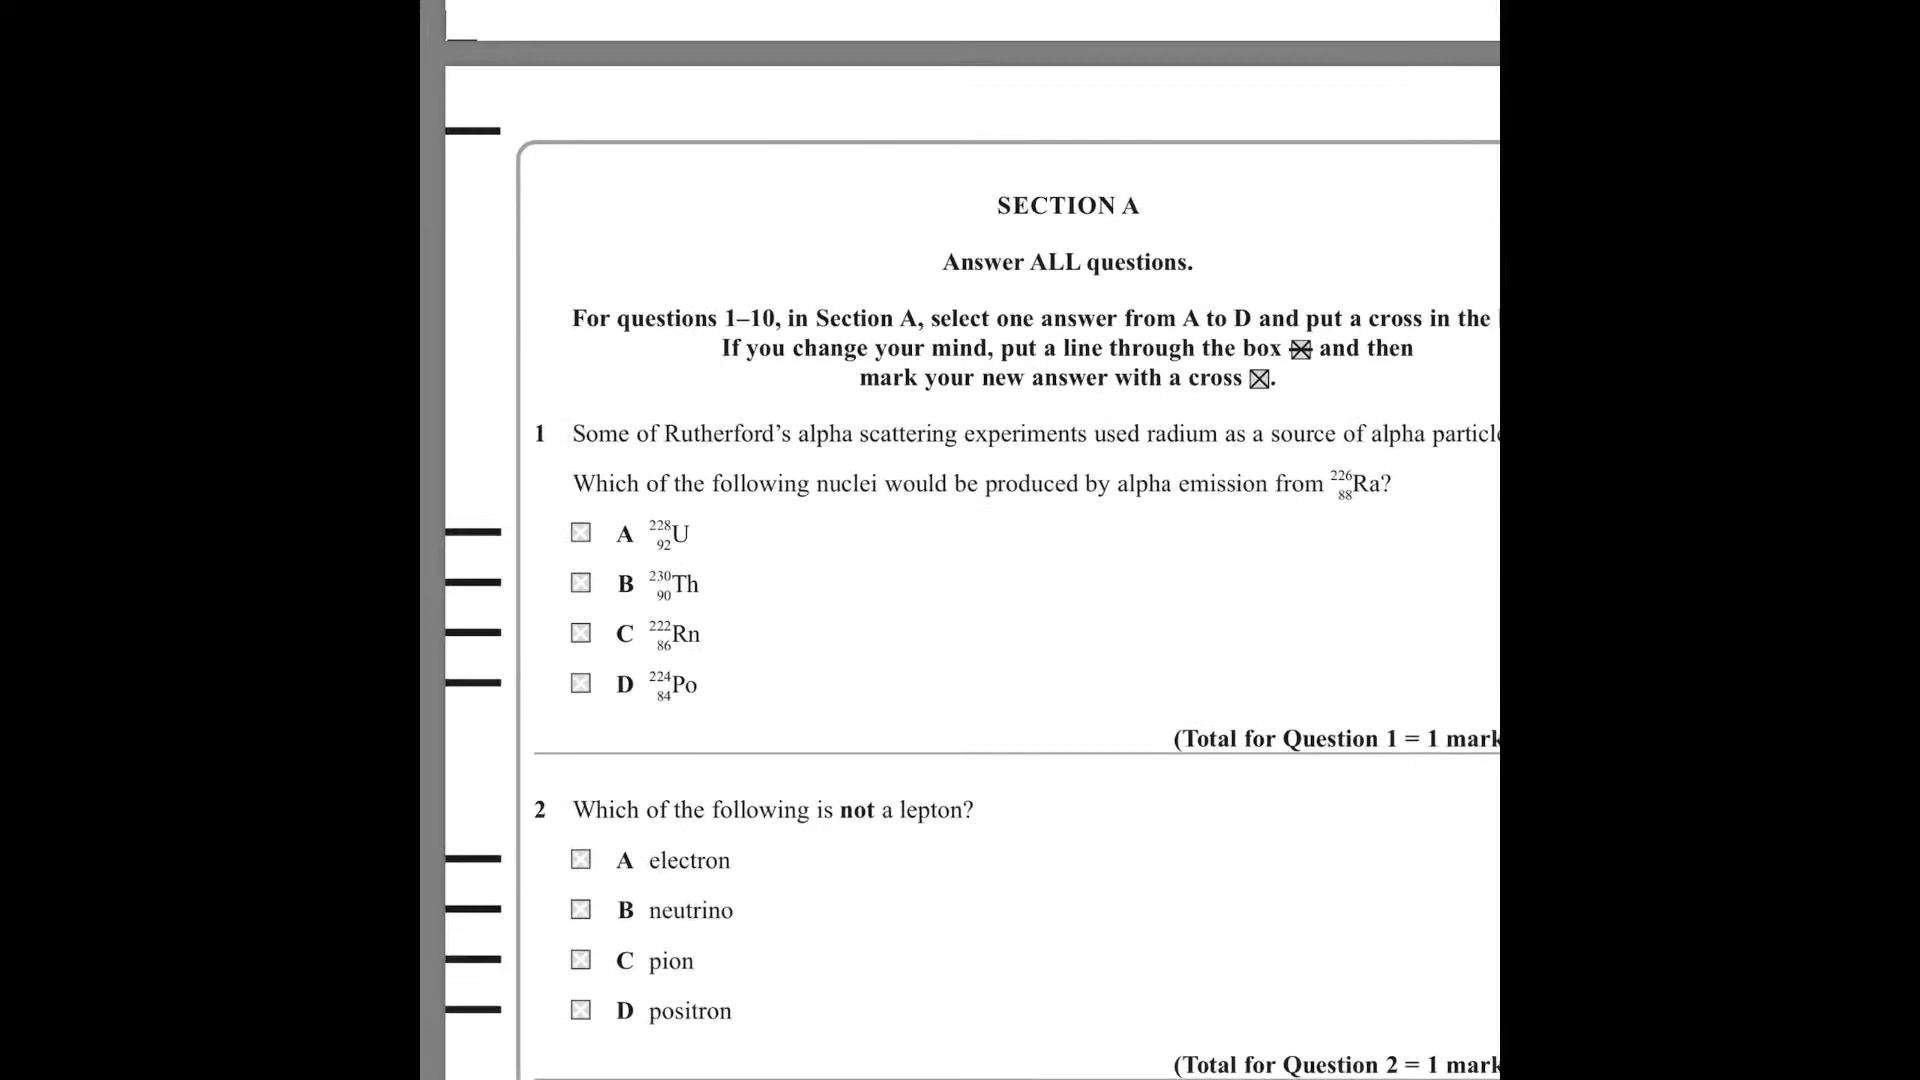 SECTION A
Answer ALL questions.
For questions 1–10, in Section A, select one answer from A to D and put a cross in the
If you change your mind, put a line through the box and then
mark your new answer with a cross .
1 Some of Rutherford’s alpha scattering experiments used radium as a source of alpha
Which of the following nuclei would be produced by alpha emission from ²²⁶₈₈Ra?
A ²²⁸₉₂U
B ²³⁰₉₀Th
C ²²²₈₆Rn
D ²²⁴₈₄Po
(Total for Question 1 = 1 mark
2 Which of the following is not a lepton?
A electron
B neutrino
C pion
D positron
(Total for Question 2 = 1 mark